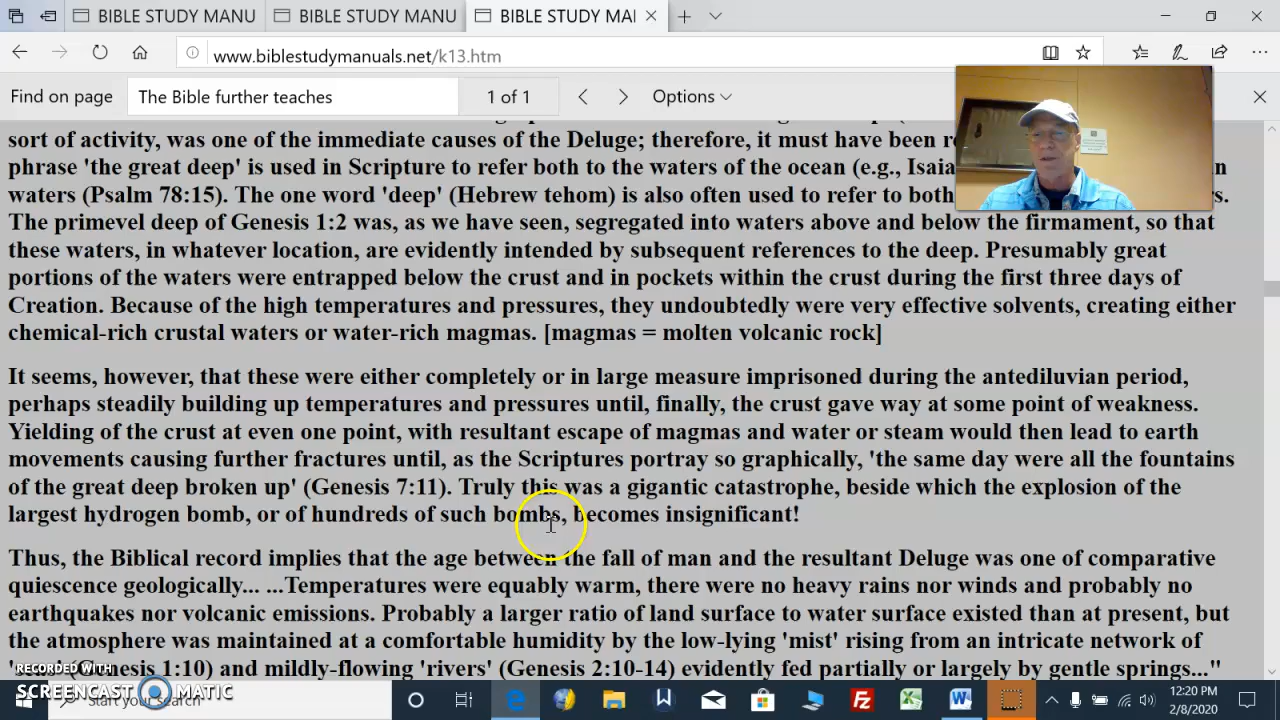 BIBLE STUDY MANU
BIBLE STUDY MANU
BIBLE STUDY MAI
www.biblestudymanuals.net/k13.htm
Find on page
The Bible further teaches
1 of 1
Options
sort of activity, was one of the immediate causes of the Deluge; therefore, it must have been
phrase 'the great deep' is used in Scripture to refer both to the waters of the ocean (e.g., Isaia
waters (Psalm 78:15). The one word 'deep' (Hebrew tehom) is also often used to refer to both
The primevel deep of Genesis 1:2 was, as we have seen, segregated into waters above and below the firmament, so that
these waters, in whatever location, are evidently intended by subsequent references to the deep. Presumably great
portions of the waters were entrapped below the crust and in pockets within the crust during the first three days of
Creation. Because of the high temperatures and pressures, they undoubtedly were very effective solvents, creating either
chemical-rich crustal waters or water-rich magmas. [magmas = molten volcanic rock]
It seems, however, that these were either completely or in large measure imprisoned during the antediluvian period,
perhaps steadily building up temperatures and pressures until, finally, the crust gave way at some point of weakness.
Yielding of the crust at even one point, with resultant escape of magmas and water or steam would then lead to earth
movements causing further fractures until, as the Scriptures portray so graphically, 'the same day were all the fountains
of the great deep broken up' (Genesis 7:11). Truly this was a gigantic catastrophe, beside which the explosion of the
largest hydrogen bomb, or of hundreds of such bombs, becomes insignificant!
Thus, the Biblical record implies that the age between the fall of man and the resultant Deluge was one of comparative
quiescence geologically... ...Temperatures were equably warm, there were no heavy rains nor winds and probably no
earthquakes nor volcanic emissions. Probably a larger ratio of land surface to water surface existed than at present, but
the atmosphere was maintained at a comfortable humidity by the low-lying 'mist' rising from an intricate network of
(Genesis 1:10) and mildly-flowing 'rivers' (Genesis 2:10-14) evidently fed partially or largely by gentle springs..."
RECORDED WITH
SCREENCAST MATIC
Start your search
12:20 PM
2/8/2020